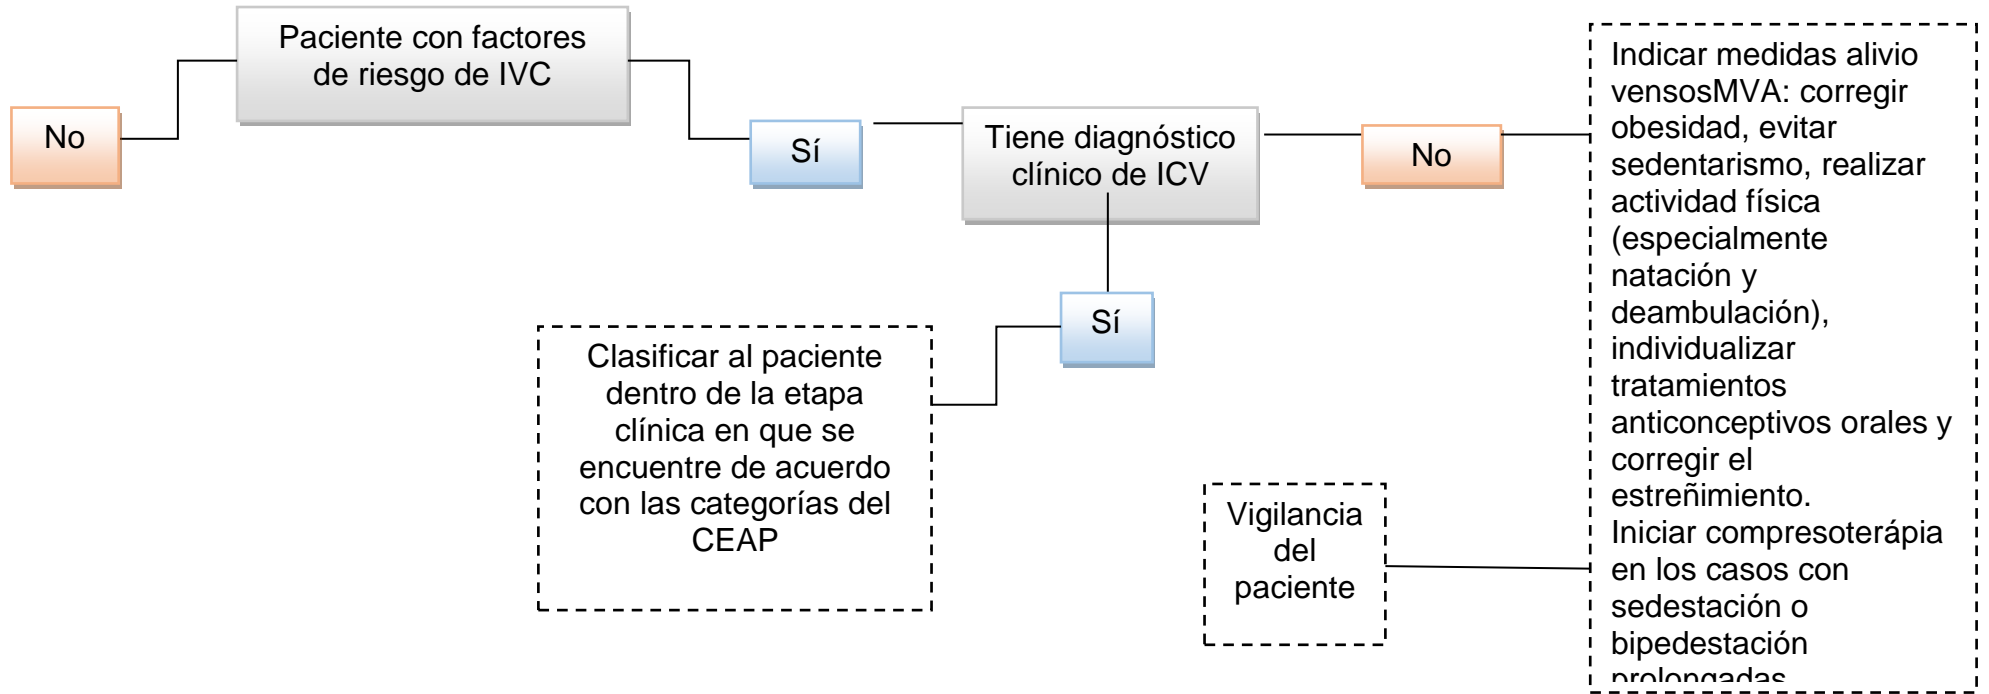 Paciente con factores
de riesgo de IVC
No
Sí
Tiene diagnóstico
clínico de ICV
No
Indicar medidas alivio
vensosMVA: corregir
obesidad, evitar
sedentarismo, realizar
actividad física
(especialmente
natación y
deambulación),
individualizar
tratamientos
anticonceptivos orales y
corregir el
estreñimiento.
Iniciar compresoterápia
en los casos con
sedestación o
bipedestación
prolongadas
Sí
Clasificar al paciente
dentro de la etapa
clínica en que se
encuentre de acuerdo
con las categorías del
CEAP
Vigilancia
del
paciente